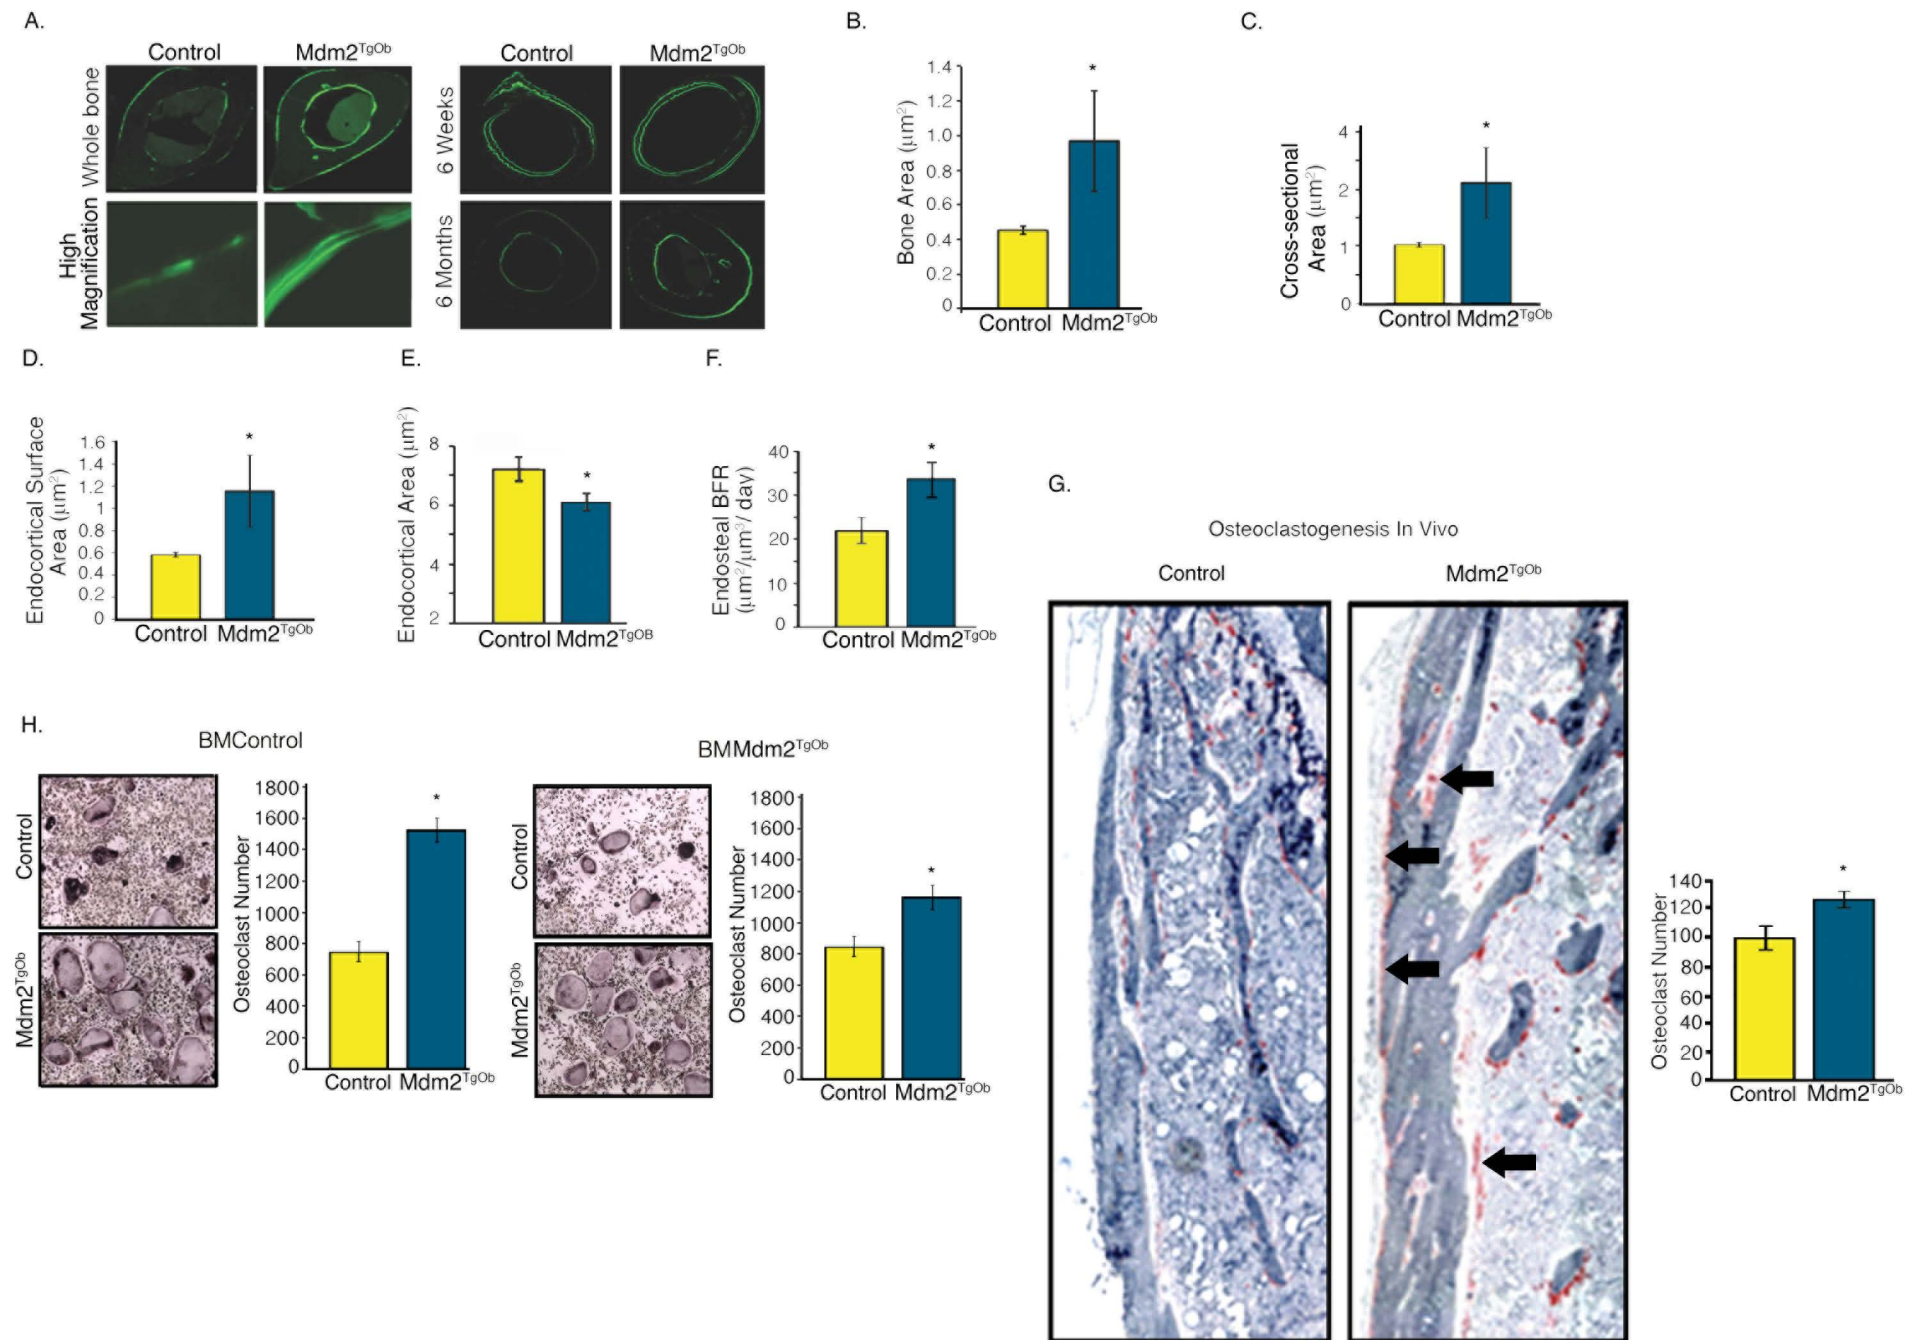 A.
Control Mdm2TgOb
Control Mdm2TgOb
Whole bone
High
Magnification
6 Weeks
6 Months
B.
Bone Area (µm2)
1.4
1.2
1.0
0.8
0.6
0.4
0.2
0
*
Control Mdm2TgOb
C.
Cross-sectional
Area (µm2)
4
2
1
0
*
Control Mdm2TgOb
D.
Endocortical Surface
Area (µm2)
1.6
1.4
1.2
1
0.8
0.6
0.4
0.2
0
*
Control Mdm2TgOb
E.
Endocortical Area (µm2)
8
6
4
2
*
Control Mdm2TgOB
F.
Endosteal BFR
(µm2/µm3/ day)
40
30
20
10
0
*
Control Mdm2TgOb
G.
Osteoclastogenesis In Vivo
Control Mdm2TgOb
Osteoclast Number
140
120
100
80
60
40
20
0
*
Control Mdm2TgOb
H.
BMControl
Control
Mdm2TgOb
Osteoclast Number
1800
1600
1400
1200
1000
800
600
400
200
0
*
Control Mdm2TgOb
BMMdm2TgOb
Control
Mdm2TgOb
Osteoclast Number
1800
1600
1400
1200
1000
800
600
400
200
0
*
Control Mdm2TgOb